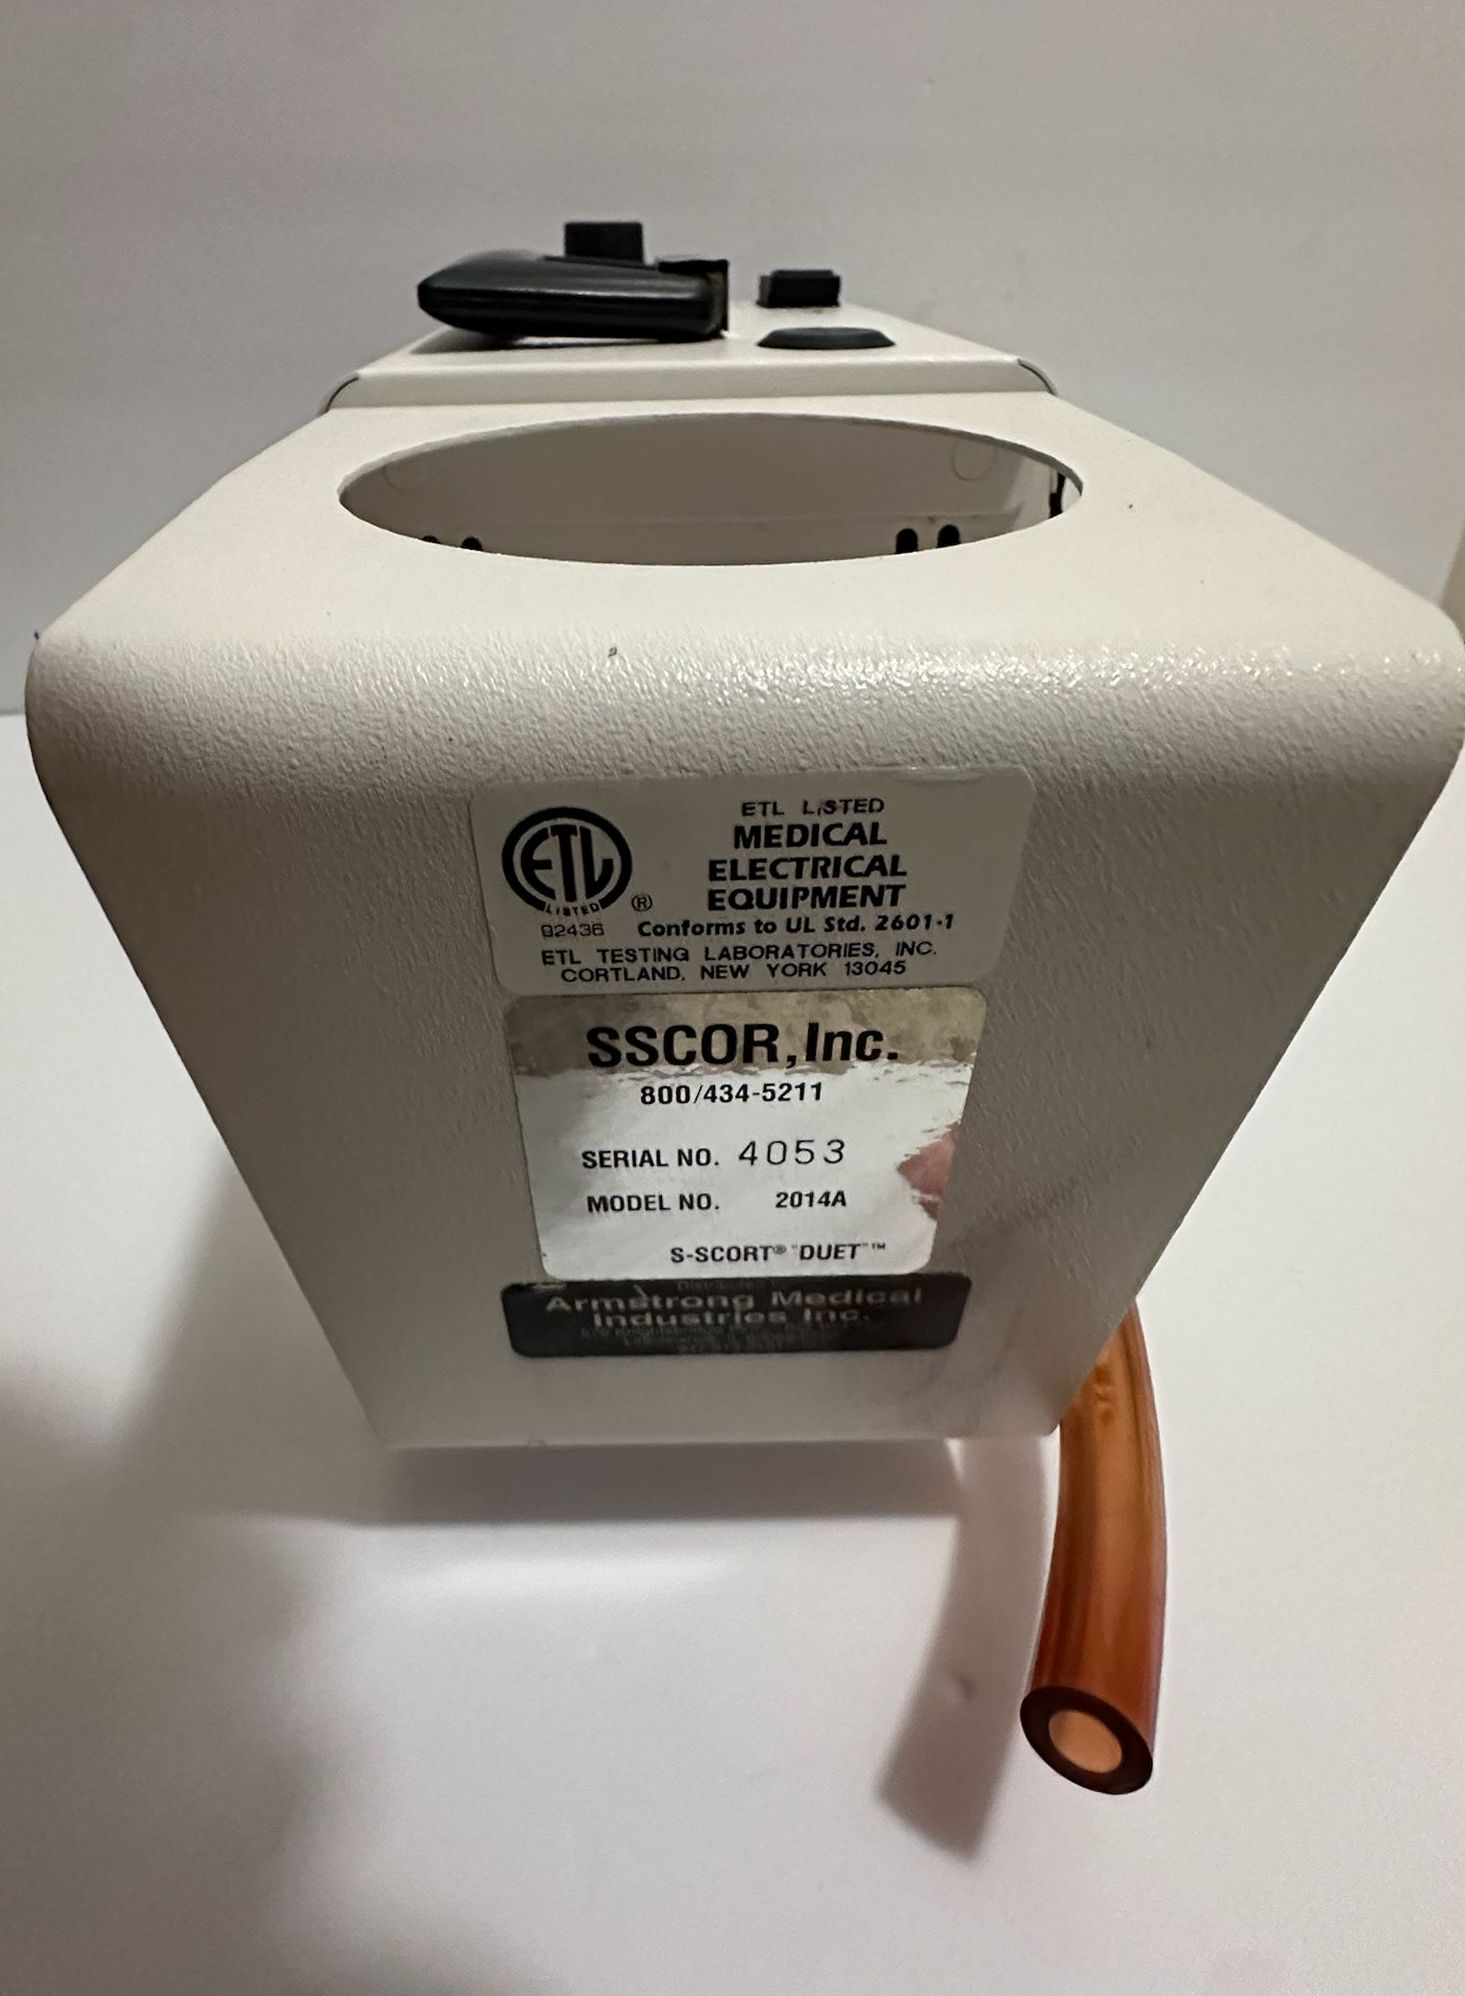 ETL LISTED
MEDICAL
ELECTRICAL
EQUIPMENT
ETL
LISTED
®
92436 Conforms to UL Std. 2601-1
ETL TESTING LABORATORIES, INC.
CORTLAND, NEW YORK 13045
SSCOR, Inc.
800/434-5211
SERIAL NO. 4053
MODEL NO. 2014A
S-SCORT® "DUET"™
Armstrong Medical
Industries Inc.